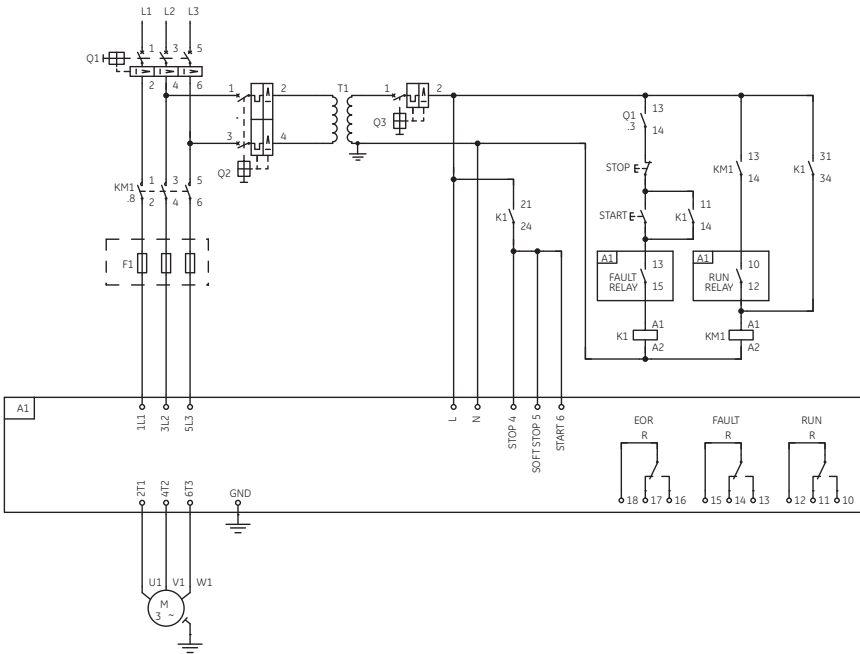 L1 L2 L3
Q1 1 3 5
2 4 6
1 2 T1 1 2
Q3
3 4
Q2
Q1 13
.3 14
STOP
START K1 11
14
KM1 13
14
K1 31
34
KM1 1 3 5
.8 2 4 6
K1 21
24
F1
A1
FAULT 13
RELAY 15
A1
RUN 10
RELAY 12
K1 A1
A2
KM1 A1
A2
A1
1L1 3L2 5L3
L N STOP 4 SOFT STOP 5 START 6
EOR FAULT RUN
R R R
18 17 16 15 14 13 12 11 10
2T1 4T2 6T3 GND
U1 V1 W1
M
3 ~